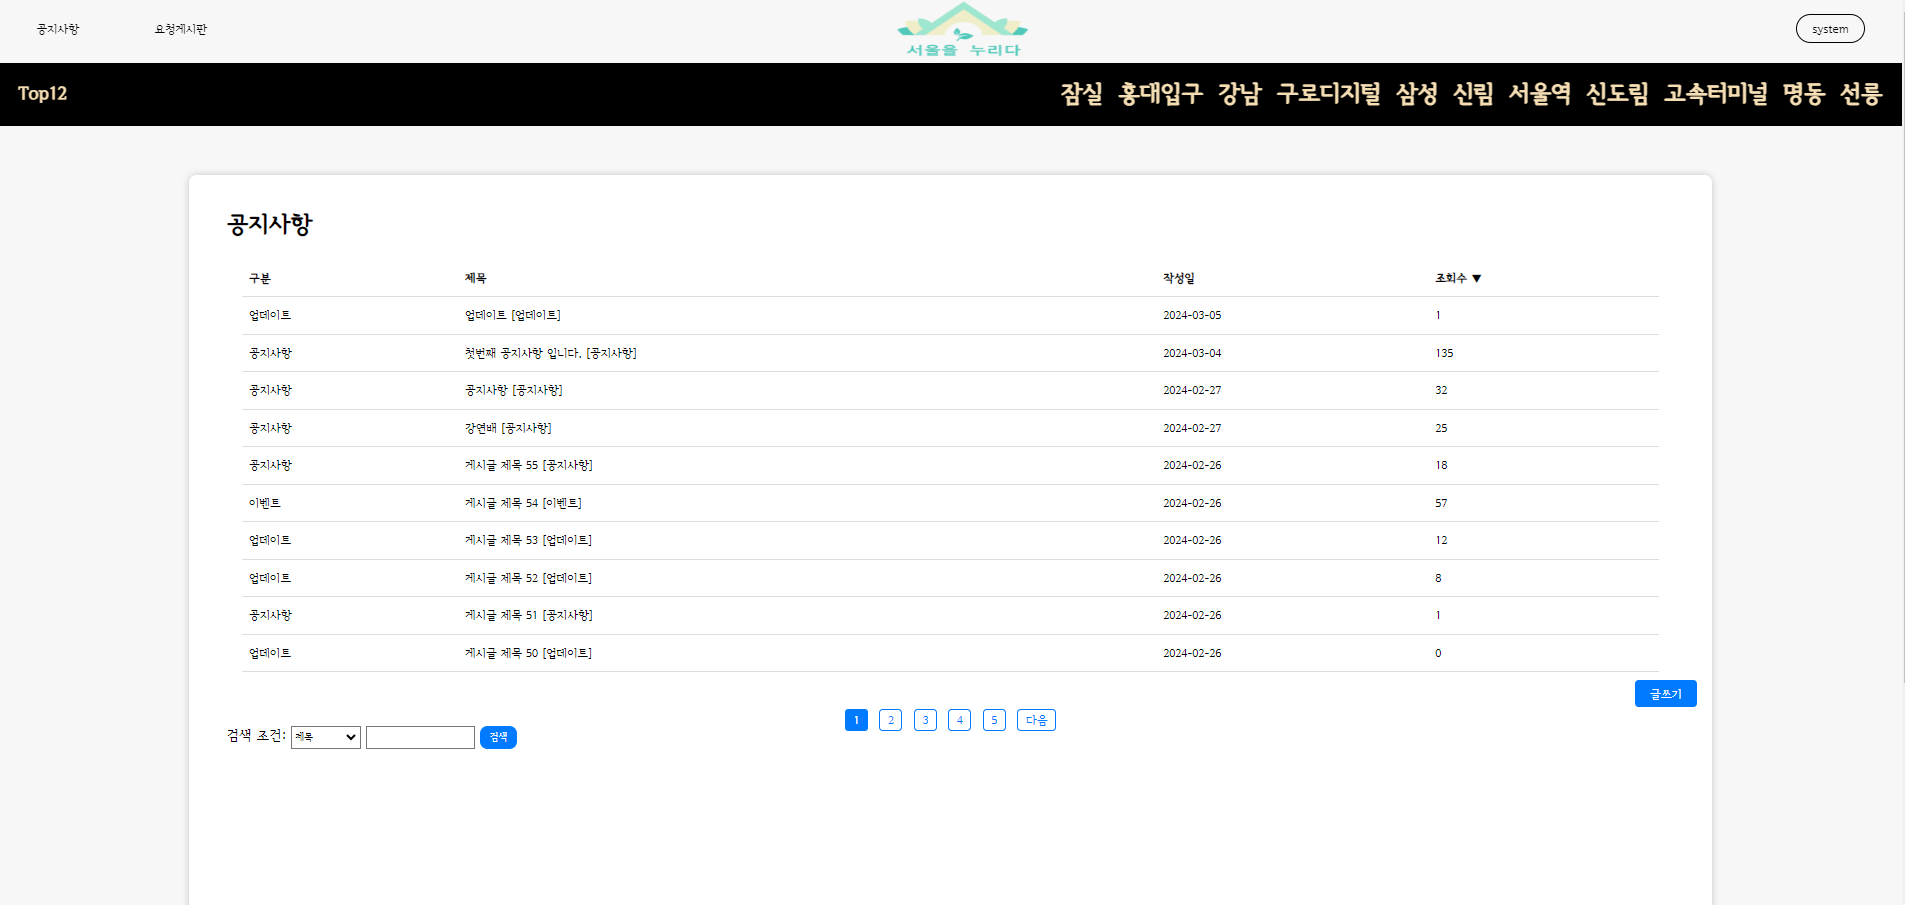 공지사항 요청게시판 서울을 누리다 system
Top12 잠실 홍대입구 강남 구로디지털 삼성 신림 서울역 신도림 고속터미널 명동 선릉
공지사항
구분 제목 작성일 조회수 ▼
업데이트 업데이트 [업데이트] 2024-03-05 1
공지사항 첫번째 공지사항 입니다. [공지사항] 2024-03-04 135
공지사항 공지사항 [공지사항] 2024-02-27 32
공지사항 강연배 [공지사항] 2024-02-27 25
공지사항 게시글 제목 55 [공지사항] 2024-02-26 18
이벤트 게시글 제목 54 [이벤트] 2024-02-26 57
업데이트 게시글 제목 53 [업데이트] 2024-02-26 12
업데이트 게시글 제목 52 [업데이트] 2024-02-26 8
공지사항 게시글 제목 51 [공지사항] 2024-02-26 1
업데이트 게시글 제목 50 [업데이트] 2024-02-26 0
글쓰기
1 2 3 4 5 다음
검색 조건: 제목 검색